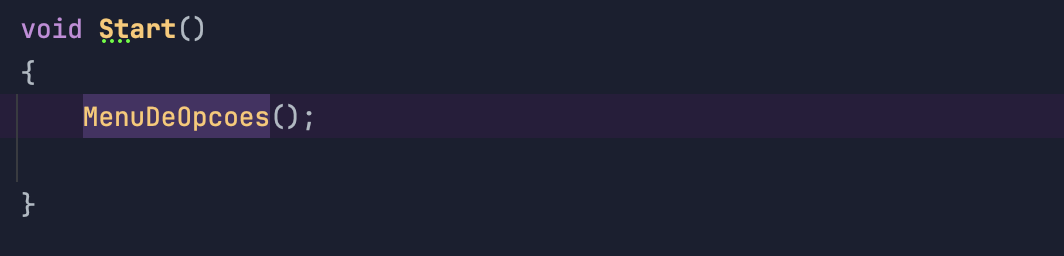 void Start()
{
    MenuDeOpcoes();
}